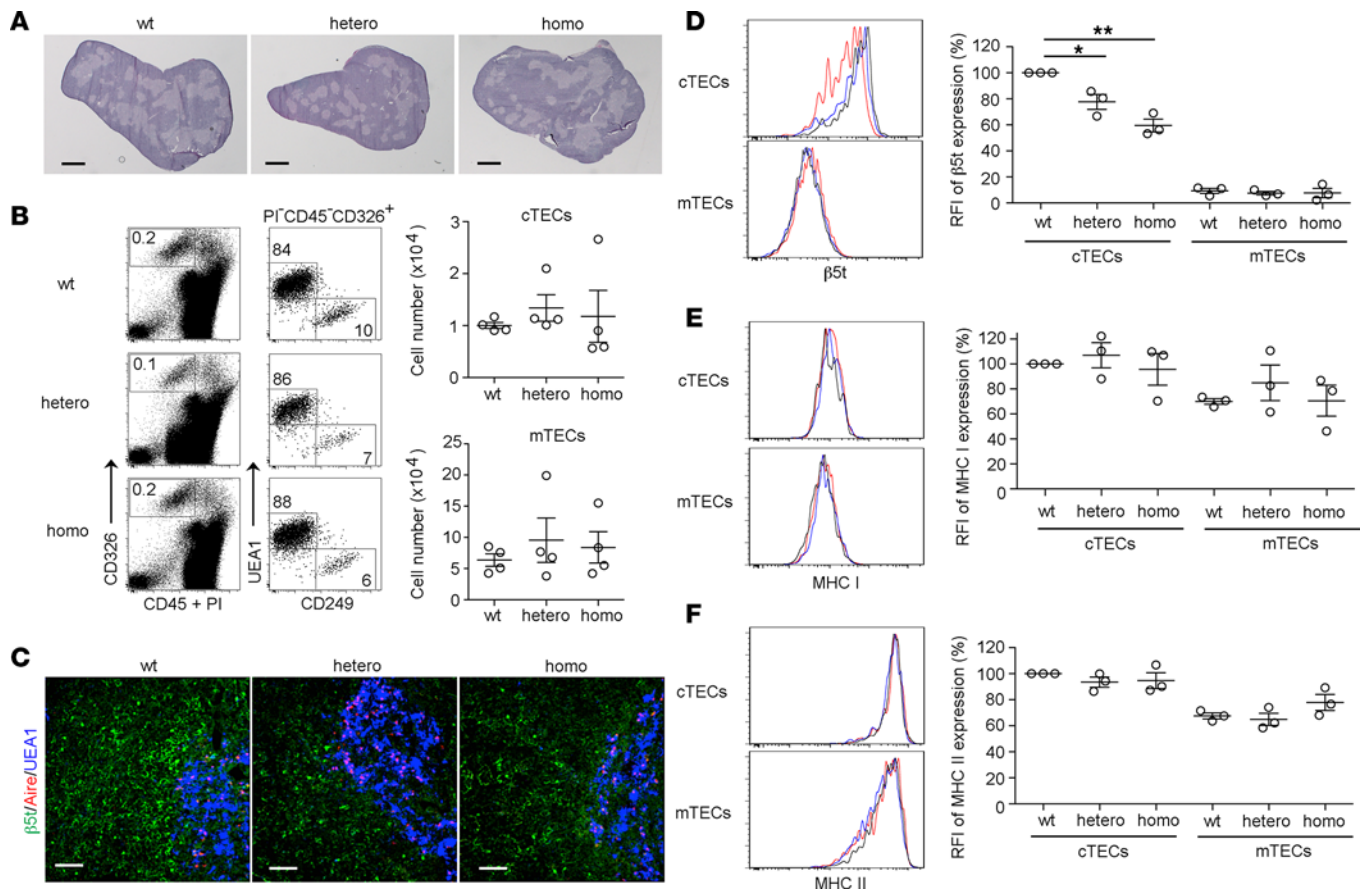 A
wt hetero homo
B
PI⁻CD45⁻CD326⁺
wt
hetero
homo
0.2
0.1
0.2
84
10
86
7
88
6
CD326
CD45 + PI
UEA1
CD249
cTECs
Cell number (x10⁴)
3
2
1
0
wt hetero homo
mTECs
Cell number (x10⁴)
25
20
15
10
5
0
wt hetero homo
C
wt hetero homo
β5t/Aire/UEA1
D
cTECs
mTECs
β5t
RFI of β5t expression (%)
120
100
80
60
40
20
0
**
*
wt hetero homo wt hetero homo
cTECs mTECs
E
cTECs
mTECs
MHC I
RFI of MHC I expression (%)
120
100
80
60
40
20
0
wt hetero homo wt hetero homo
cTECs mTECs
F
cTECs
mTECs
MHC II
RFI of MHC II expression (%)
120
100
80
60
40
20
0
wt hetero homo wt hetero homo
cTECs mTECs